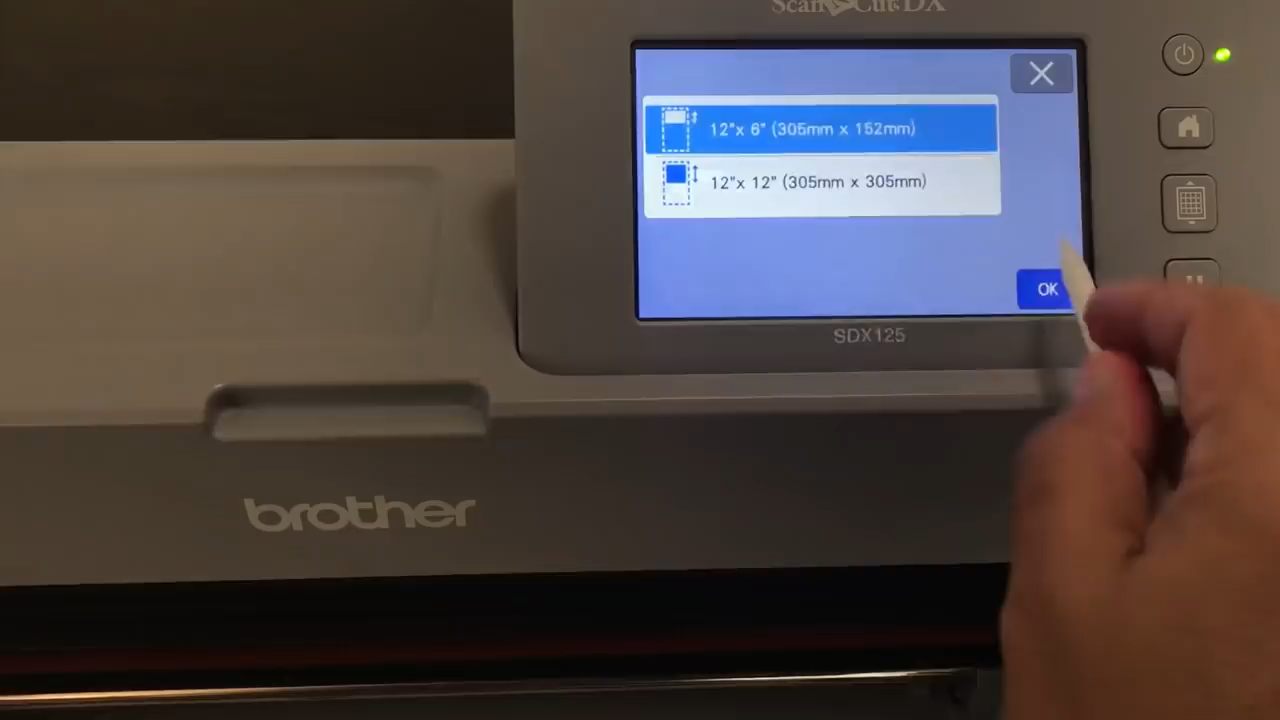 ScanNCut DX
12"x 6" (305mm x 152mm)
12"x 12" (305mm x 305mm)
OK
SDX125
brother